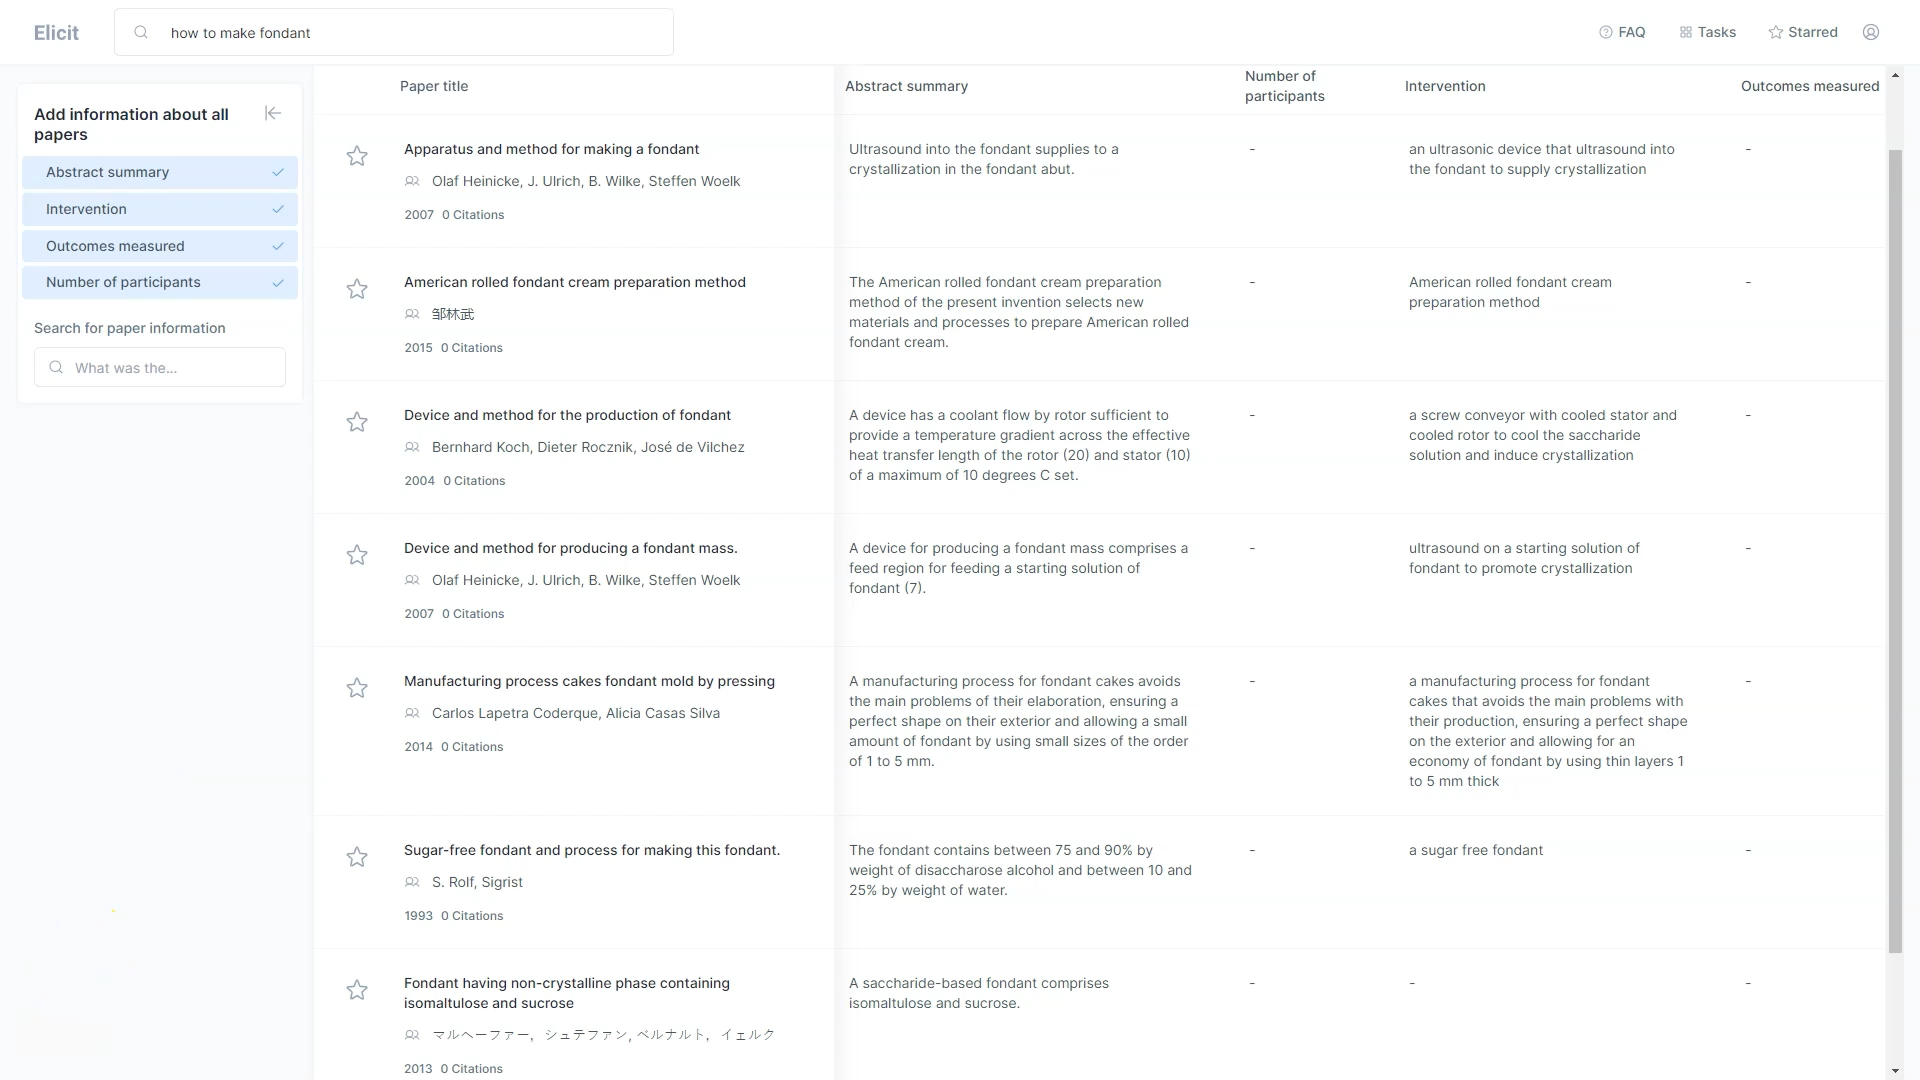 Elicit
how to make fondant
FAQ
Tasks
Starred
Add information about all
papers
Abstract summary
Intervention
Outcomes measured
Number of participants
Search for paper information
What was the...
Paper title
Abstract summary
Number of
participants
Intervention
Outcomes measured
Apparatus and method for making a fondant
Olaf Heinicke, J. Ulrich, B. Wilke, Steffen Woelk
2007 0 Citations
Ultrasound into the fondant supplies to a
crystallization in the fondant abut.
-
an ultrasonic device that ultrasound into
the fondant to supply crystallization
-
American rolled fondant cream preparation method
邹林武
2015 0 Citations
The American rolled fondant cream preparation
method of the present invention selects new
materials and processes to prepare American rolled
fondant cream.
-
American rolled fondant cream
preparation method
-
Device and method for the production of fondant
Bernhard Koch, Dieter Rocznik, José de Vilchez
2004 0 Citations
A device has a coolant flow by rotor sufficient to
provide a temperature gradient across the effective
heat transfer length of the rotor (20) and stator (10)
of a maximum of 10 degrees C set.
-
a screw conveyor with cooled stator and
cooled rotor to cool the saccharide
solution and induce crystallization
-
Device and method for producing a fondant mass.
Olaf Heinicke, J. Ulrich, B. Wilke, Steffen Woelk
2007 0 Citations
A device for producing a fondant mass comprises a
feed region for feeding a starting solution of
fondant (7).
-
ultrasound on a starting solution of
fondant to promote crystallization
-
Manufacturing process cakes fondant mold by pressing
Carlos Lapetra Coderque, Alicia Casas Silva
2014 0 Citations
A manufacturing process for fondant cakes avoids
the main problems of their elaboration, ensuring a
perfect shape on their exterior and allowing a small
amount of fondant by using small sizes of the order
of 1 to 5 mm.
-
a manufacturing process for fondant
cakes that avoids the main problems with
their production, ensuring a perfect shape
on the exterior and allowing for an
economy of fondant by using thin layers 1
to 5 mm thick
-
Sugar-free fondant and process for making this fondant.
S. Rolf, Sigrist
1993 0 Citations
The fondant contains between 75 and 90% by
weight of disaccharose alcohol and between 10 and
25% by weight of water.
-
a sugar free fondant
-
Fondant having non-crystalline phase containing
isomaltulose and sucrose
マルヘーファー, シュテファン, ベルナルト, イェルク
2013 0 Citations
A saccharide-based fondant comprises
isomaltulose and sucrose.
-
-
-